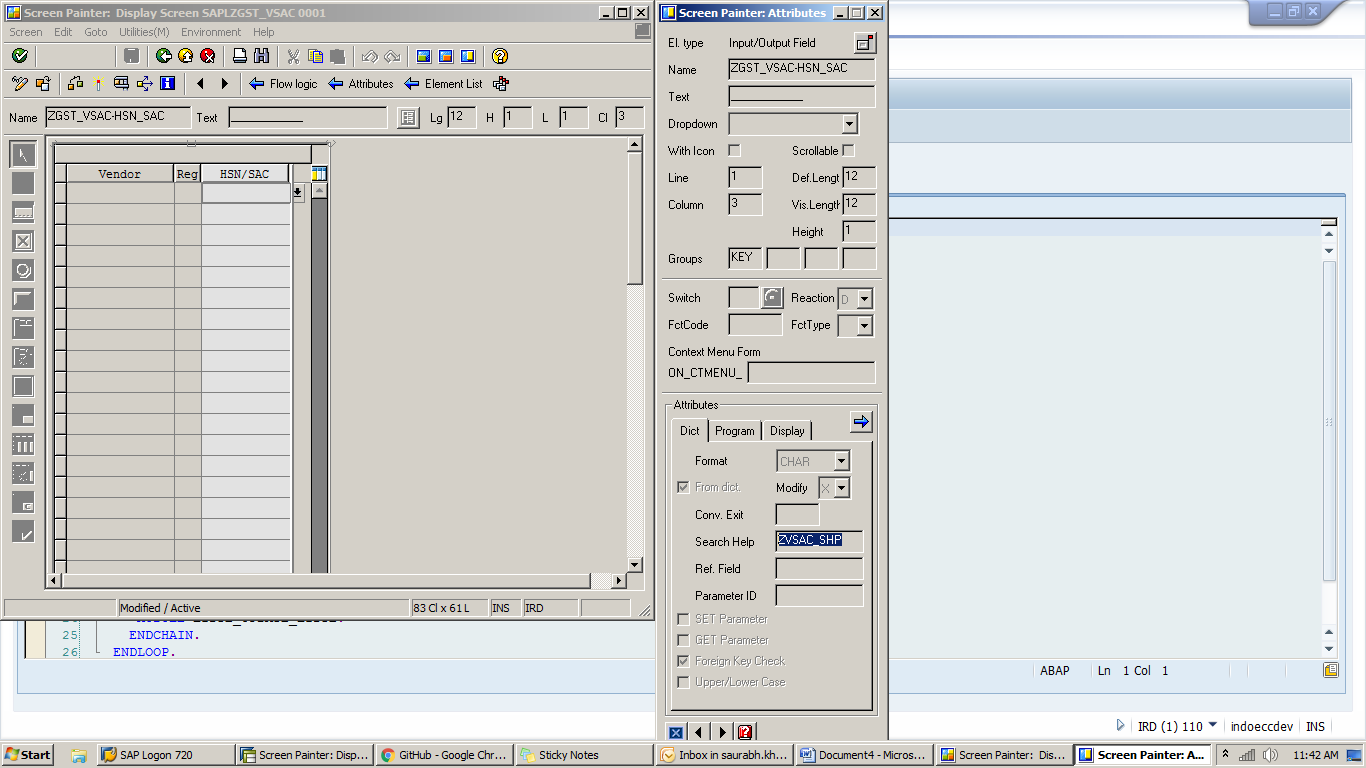 Screen Painter: Display Screen SAPLZGST_VSAC 0001
Screen Edit Goto Utilities(M) Environment Help
Flow logic Attributes Element List
Name ZGST_VSAC-HSN_SAC Text ____________ Lg 12 H 1 L 1 Cl 3
Vendor Reg HSN/SAC
Modified / Active 83 Cl x 61 L INS IRD
25 ENDCHAIN.
26 ENDLOOP.
Screen Painter: Attributes
El. type Input/Output Field
Name ZGST_VSAC-HSN_SAC
Text ____________
Dropdown
With Icon Scrollable
Line 1 Def.Lengt 12
Column 3 Vis.Length 12
Height 1
Groups KEY
Switch Reaction D
FctCode FctType
Context Menu Form
ON_CTMENU_
Attributes
Dict Program Display
Format CHAR
From dict. Modify X
Conv. Exit
Search Help ZVSAC_SHP
Ref. Field
Parameter ID
SET Parameter
GET Parameter
Foreign Key Check
Upper/Lower Case
ABAP Ln 1 Col 1
IRD (1) 110 indoeccdev INS
Start SAP Logon 720 Screen Painter: Disp... GitHub - Google Chr... Sticky Notes Inbox in saurabh.kh... Document4 - Micros... Screen Painter: Dis... Screen Painter: A... 11:42 AM